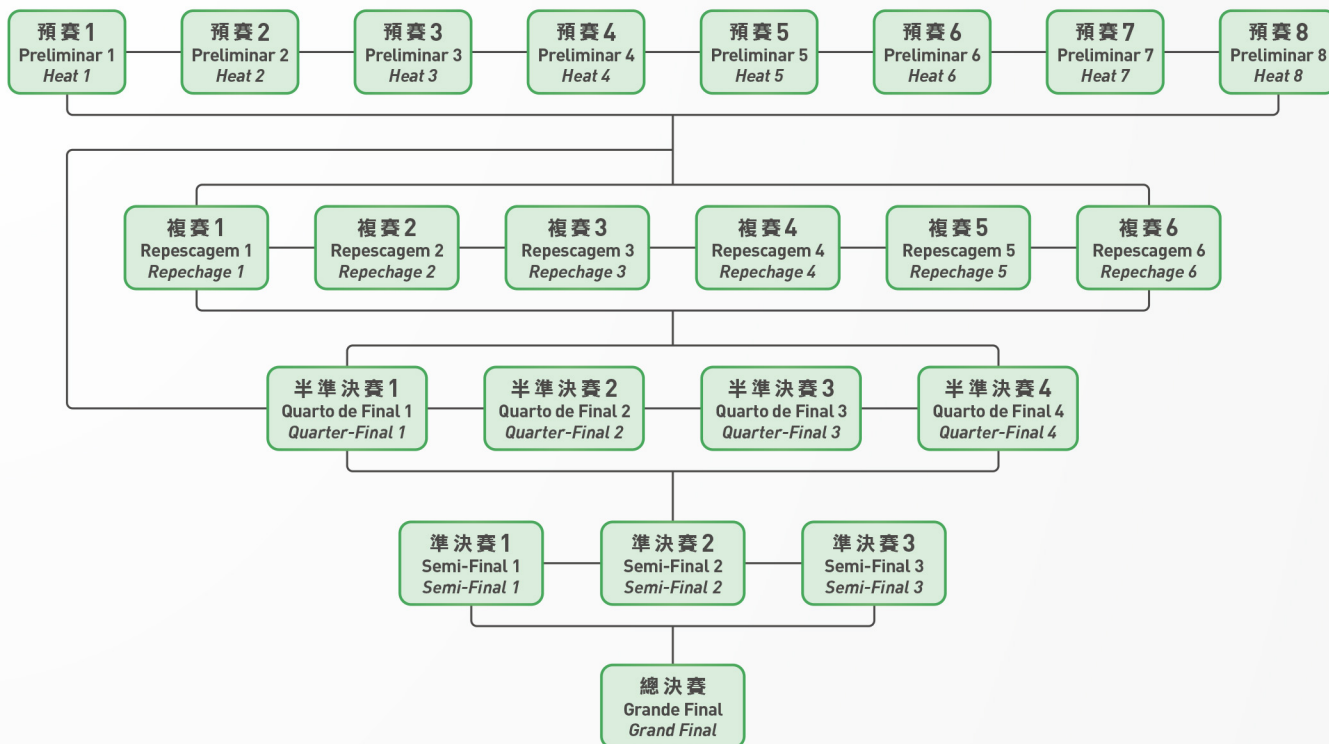 預賽1
Preliminar 1
Heat 1
預賽2
Preliminar 2
Heat 2
預賽3
Preliminar 3
Heat 3
預賽4
Preliminar 4
Heat 4
預賽5
Preliminar 5
Heat 5
預賽6
Preliminar 6
Heat 6
預賽7
Preliminar 7
Heat 7
預賽8
Preliminar 8
Heat 8
複賽1
Repescagem 1
Repechage 1
複賽2
Repescagem 2
Repechage 2
複賽3
Repescagem 3
Repechage 3
複賽4
Repescagem 4
Repechage 4
複賽5
Repescagem 5
Repechage 5
複賽6
Repescagem 6
Repechage 6
半準決賽1
Quarto de Final 1
Quarter-Final 1
半準決賽2
Quarto de Final 2
Quarter-Final 2
半準決賽3
Quarto de Final 3
Quarter-Final 3
半準決賽4
Quarto de Final 4
Quarter-Final 4
準決賽1
Semi-Final 1
Semi-Final 1
準決賽2
Semi-Final 2
Semi-Final 2
準決賽3
Semi-Final 3
Semi-Final 3
總決賽
Grande Final
Grand Final